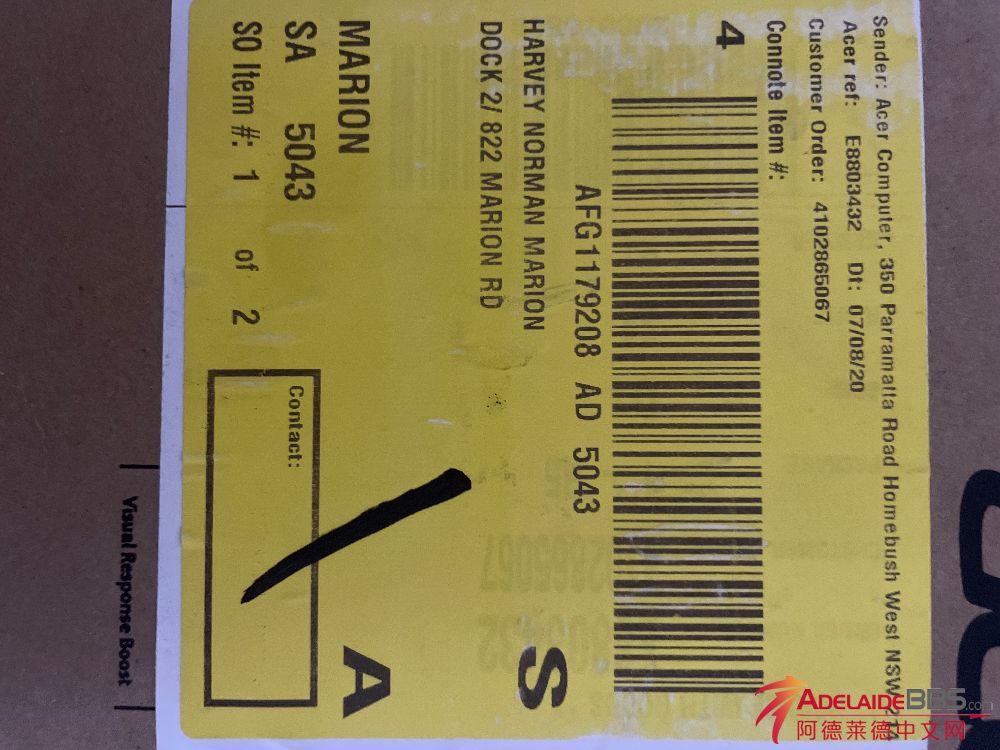 Sender: Acer Computer, 350 Parramatta Road Homebush West NSW 214
Acer ref: E8803432 Dt: 07/08/20
Customer Order: 4102865067
Connote Item #:
4
AFG1179208 AD 5043
HARVEY NORMAN MARION
DOCK 2/ 822 MARION RD
S
MARION
SA 5043
SO Item #: 1 of 2
Contact:
A
Visual Response Boost
ADELAIDEBBS.com
阿德莱德中文网